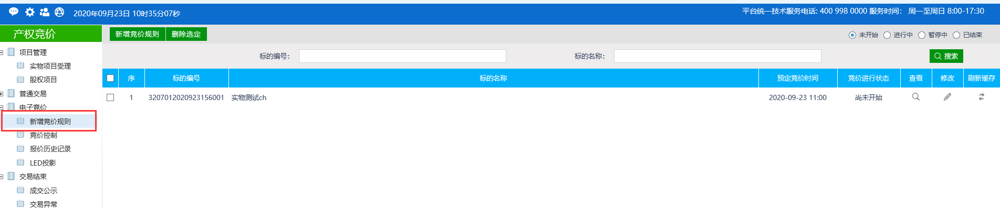 2020年09月23日 10时35分07秒
平台统一技术服务电话: 400 998 0000 服务时间： 周一至周日 8:00-17:30
产权竞价
项目管理
实物项目受理
股权项目
普通交易
电子竞价
新增竞价规则
竞价控制
报价历史记录
LED投影
交易结束
成交公示
交易异常
新增竞价规则 删除选定
未开始 进行中 暂停中 已结束
标的编号： 标的名称： 搜索
序 标的编号 标的名称 预定竞价时间 竞价进行状态 查看 修改 刷新缓存
1 3207012020923156001 实物测试ch 2020-09-23 11:00 尚未开始